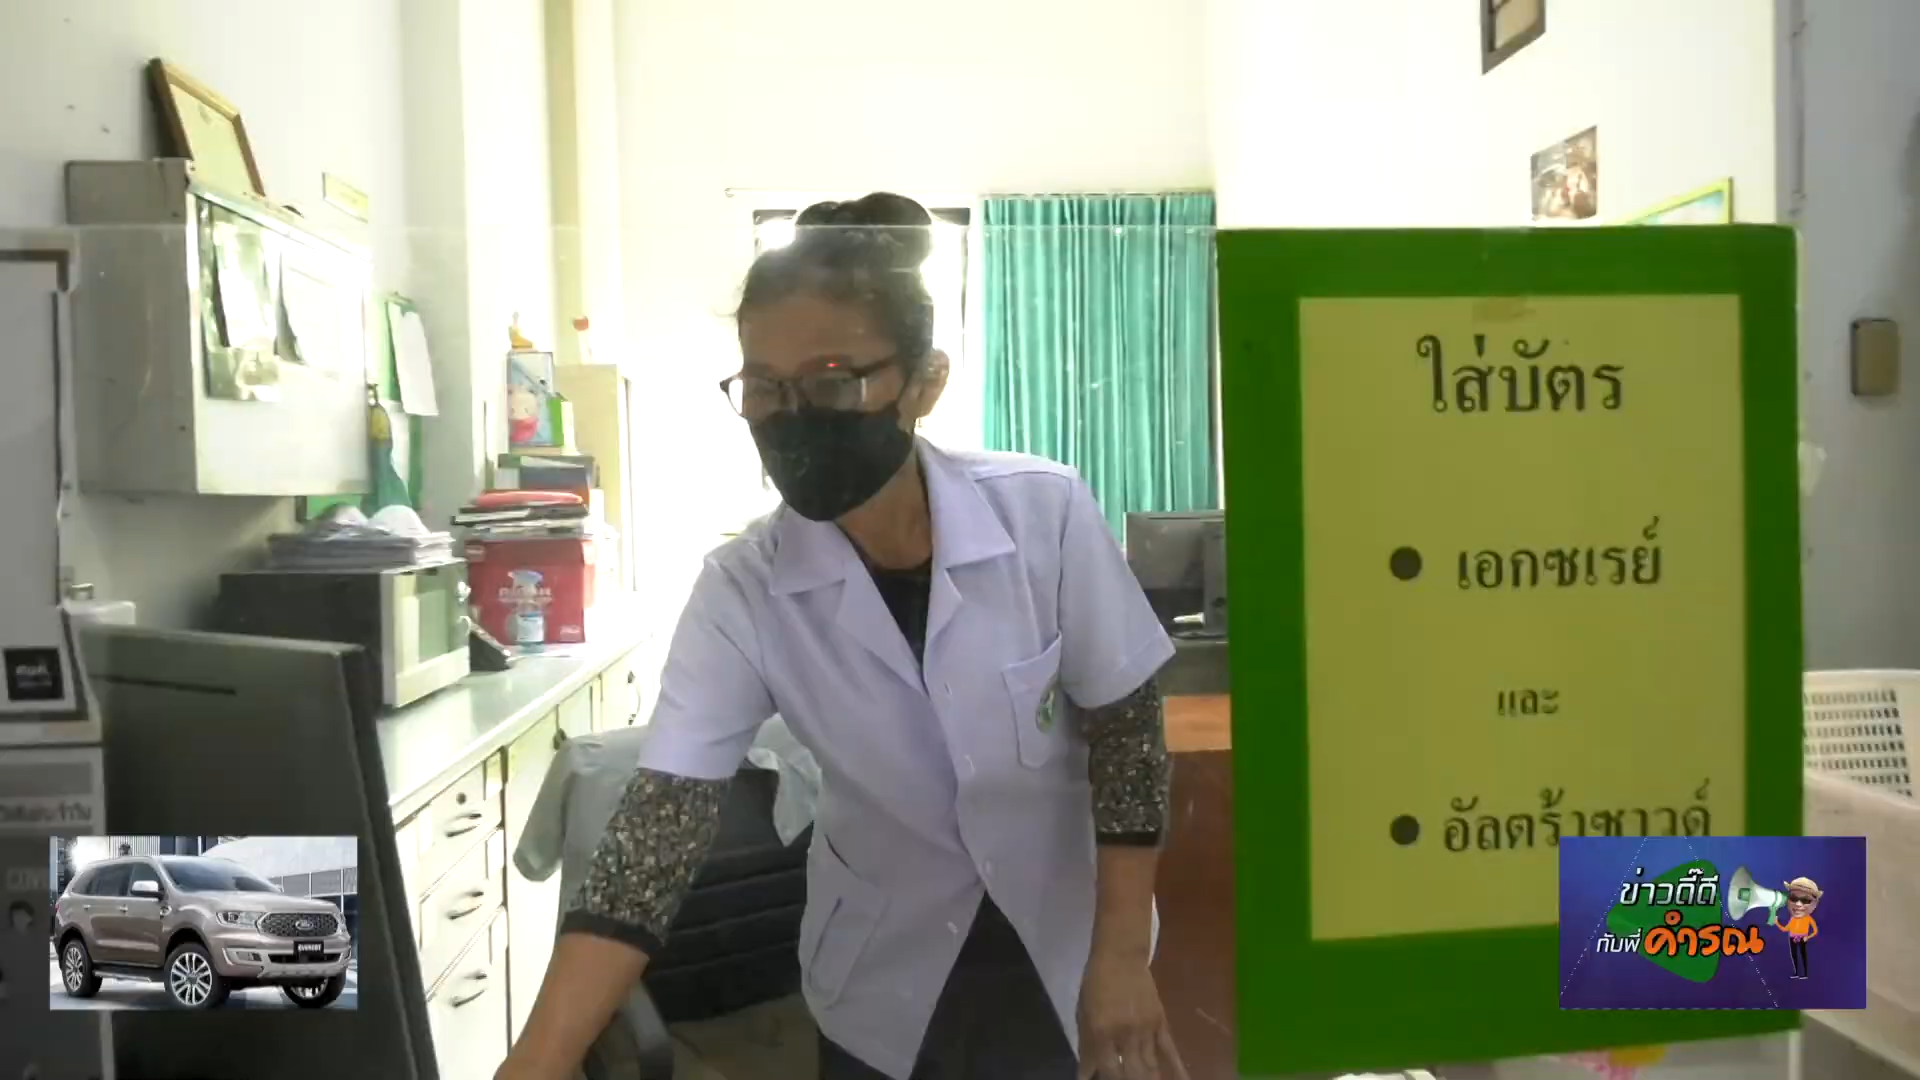 ใส่บัตร
• เอกซเรย์
และ
• อัลตร้าซาวด์
EVEREST
ข่าวดี๊ดี
กับพี่ คำรณ